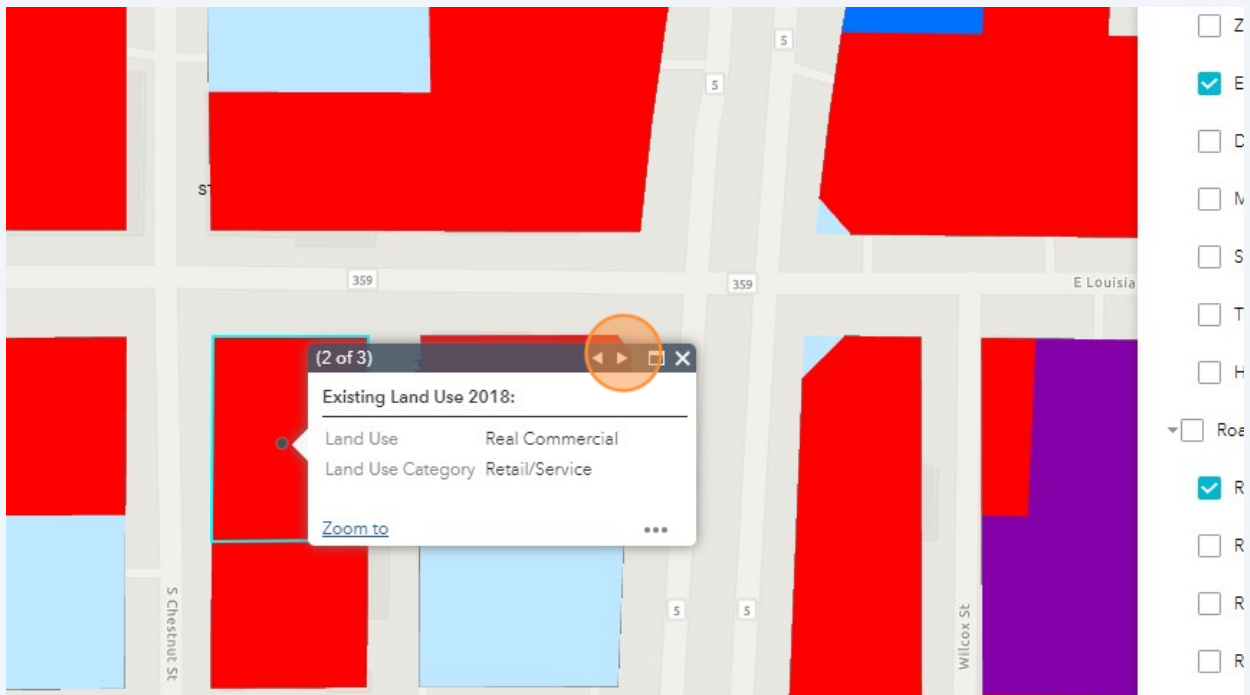 Z
E
5
5
D
ST
M
S
359
359
E Louisia
T
(2 of 3)
H
Existing Land Use 2018:
Land Use Real Commercial
Roa
Land Use Category Retail/Service
R
Zoom to
R
S Chestnut St
5
5
Wilcox St
R
R